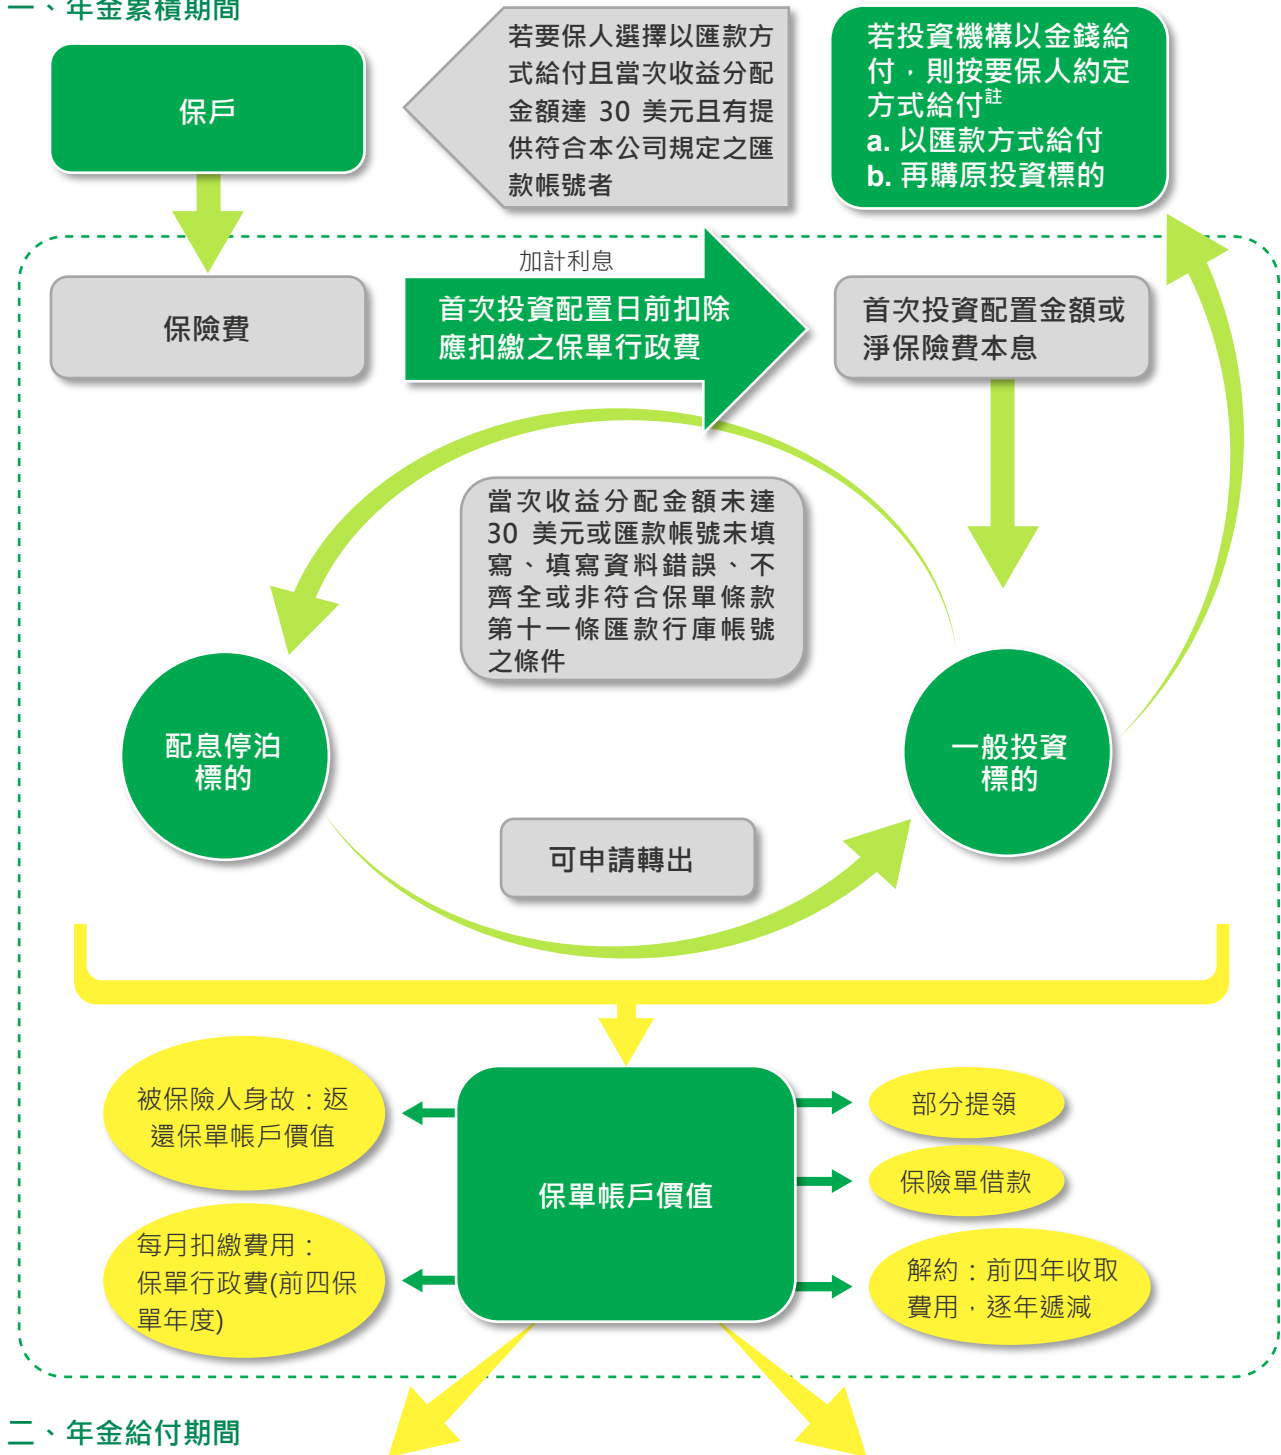 一、年金累積期間
保戶
若要保人選擇以匯款方
式給付且當次收益分配
金額達 30 美元且有提
供符合本公司規定之匯
款帳號者
若投資機構以金錢給
付，則按要保人約定
方式給付註
a. 以匯款方式給付
b. 再購原投資標的
保險費
加計利息
首次投資配置日前扣除
應扣繳之保單行政費
首次投資配置金額或
淨保險費本息
當次收益分配金額未達
30 美元或匯款帳號未填
寫、填寫資料錯誤、不
齊全或非符合保單條款
第十一條匯款行庫帳號
之條件
配息停泊
標的
一般投資
標的
可申請轉出
被保險人身故：返
還保單帳戶價值
每月扣繳費用：
保單行政費(前四保
單年度)
保單帳戶價值
部分提領
保險單借款
解約：前四年收取
費用，逐年遞減
二、年金給付期間